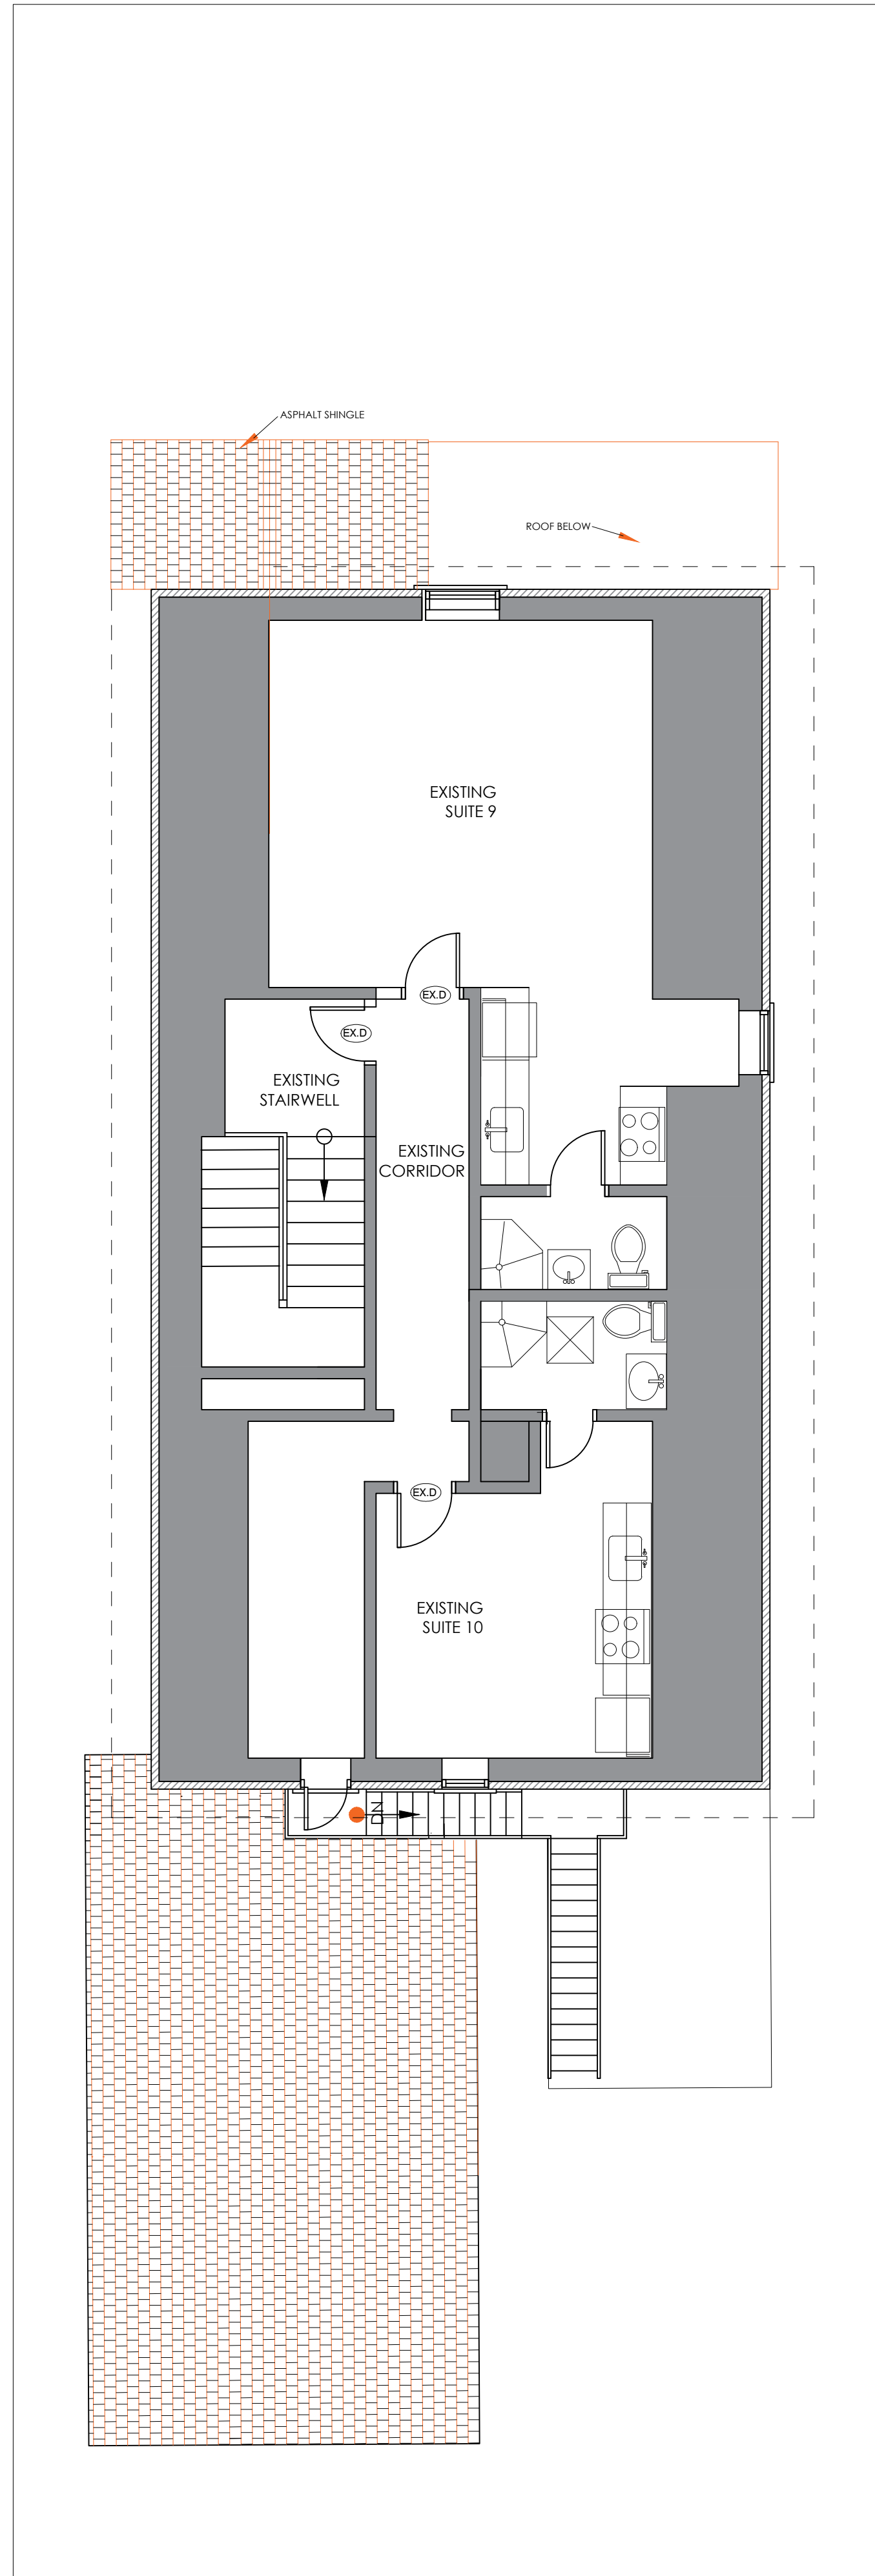 ASPHALT SHINGLE
ROOF BELOW
EXISTING
SUITE 9
EX.D
EX.D
EXISTING
STAIRWELL
EXISTING
CORRIDOR
EX.D
EXISTING
SUITE 10
DN